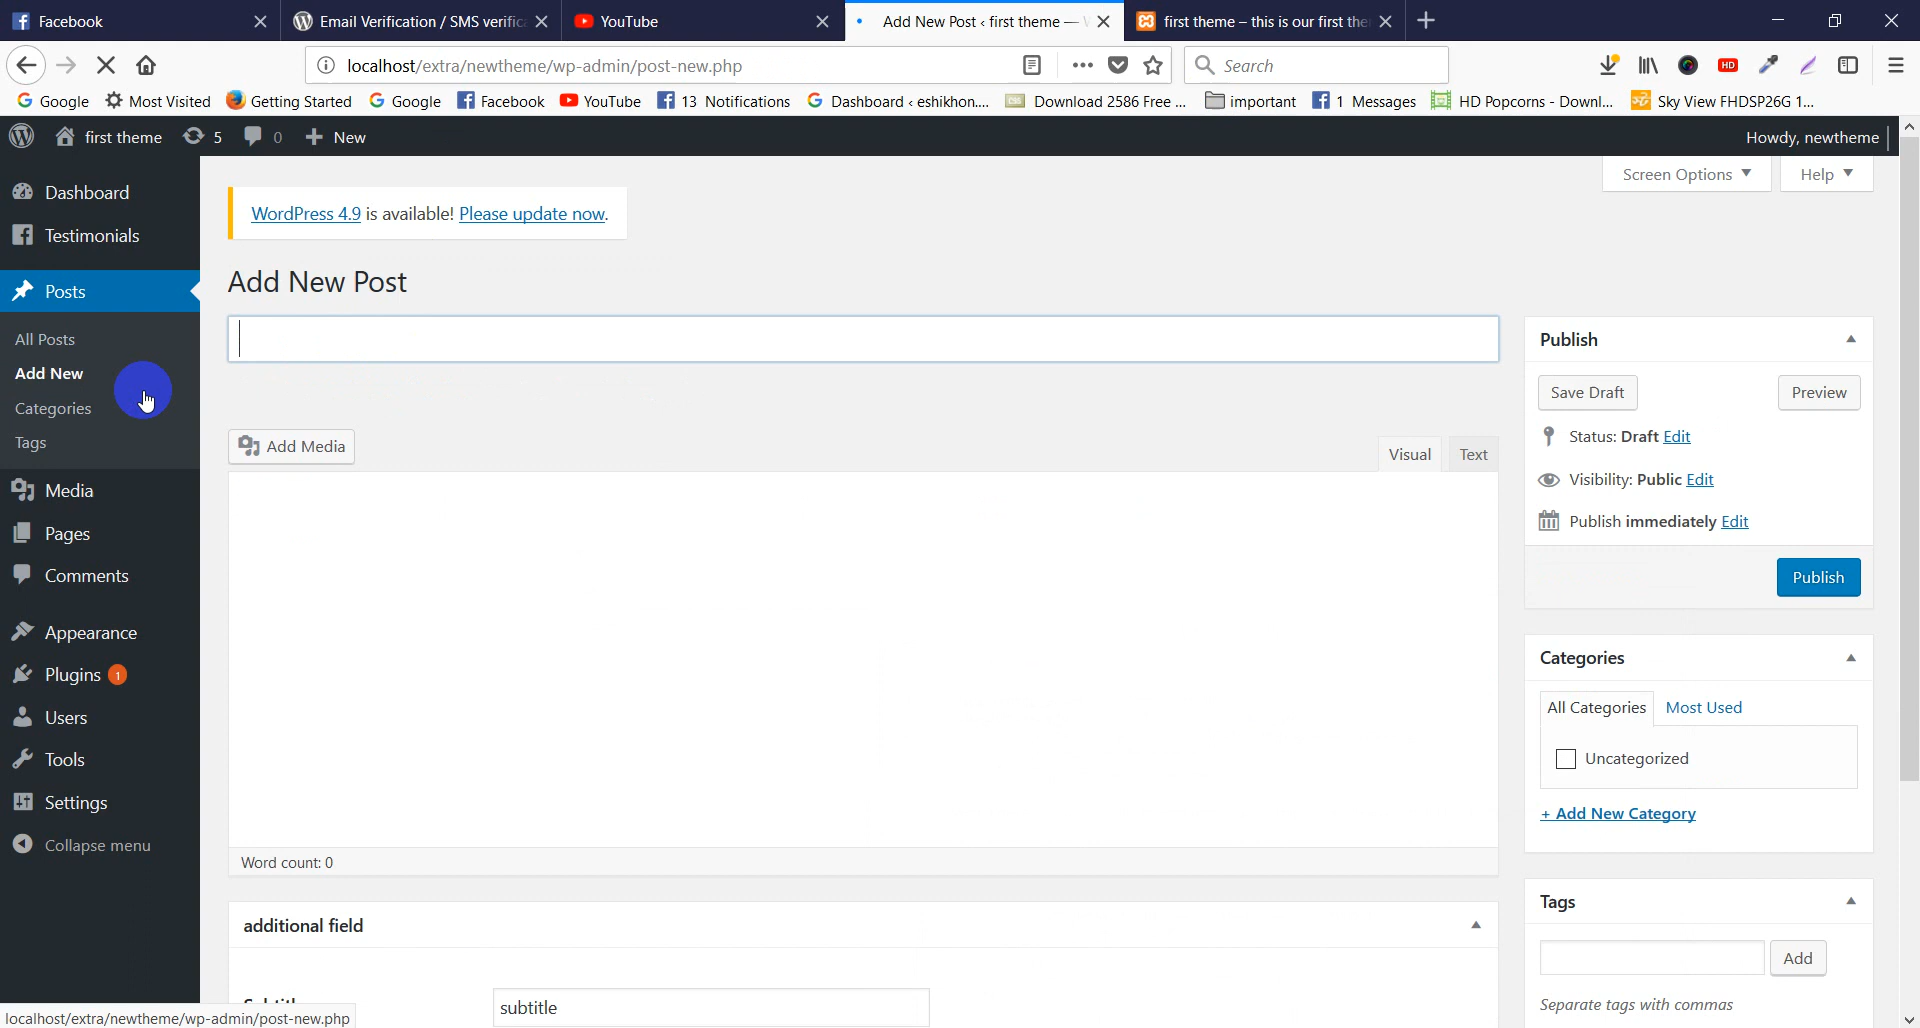 Facebook
Email Verification / SMS verific
YouTube
Add New Post ‹ first theme —
first theme – this is our first the
localhost/extra/newtheme/wp-admin/post-new.php
Search
HD
Google
Most Visited
Getting Started
Google
Facebook
YouTube
13 Notifications
Dashboard ‹ eshikhon....
Download 2586 Free ...
important
1 Messages
HD Popcorns - Downl...
Sky View FHDSP26G 1...
first theme
5
0
New
Howdy, newtheme
Screen Options
Help
Dashboard
Testimonials
Posts
All Posts
Add New
Categories
Tags
Media
Pages
Comments
Appearance
Plugins 1
Users
Tools
Settings
Collapse menu
WordPress 4.9 is available! Please update now.
Add New Post
Add Media
Visual
Text
Word count: 0
additional field
subtitle
Publish
Save Draft
Preview
Status: Draft Edit
Visibility: Public Edit
Publish immediately Edit
Publish
Categories
All Categories
Most Used
Uncategorized
+ Add New Category
Tags
Add
Separate tags with commas
localhost/extra/newtheme/wp-admin/post-new.php